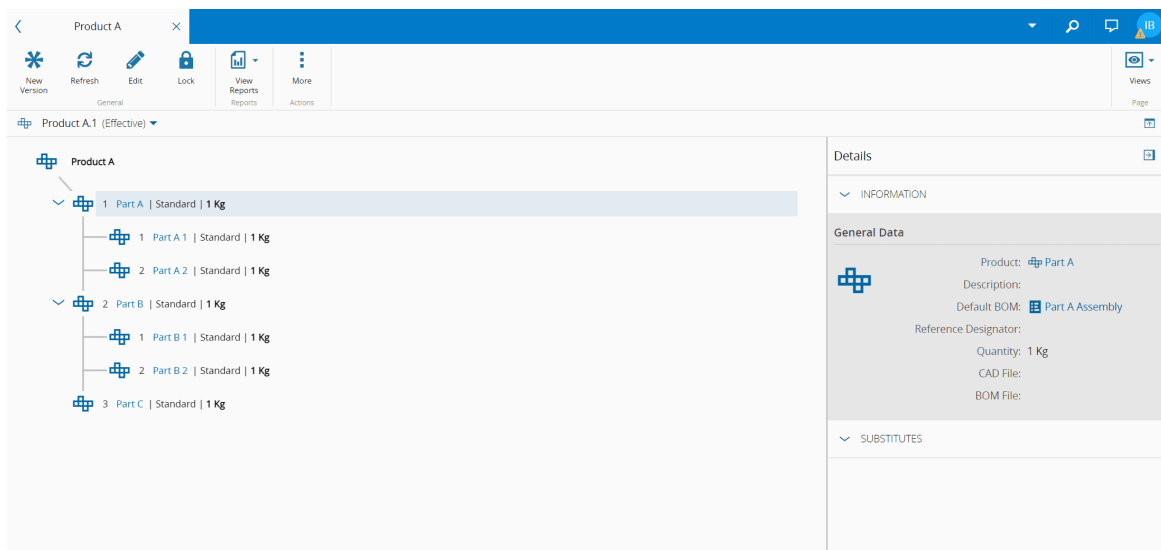 Product A
IB
New Version
Refresh
Edit
Lock
View Reports
More
Views
General
Reports
Actions
Page
Product A.1 (Effective)
Product A
1 Part A | Standard | 1 Kg
1 Part A 1 | Standard | 1 Kg
2 Part A 2 | Standard | 1 Kg
2 Part B | Standard | 1 Kg
1 Part B 1 | Standard | 1 Kg
2 Part B 2 | Standard | 1 Kg
3 Part C | Standard | 1 Kg
Details
INFORMATION
General Data
Product: Part A
Description:
Default BOM: Part A Assembly
Reference Designator:
Quantity: 1 Kg
CAD File:
BOM File:
SUBSTITUTES